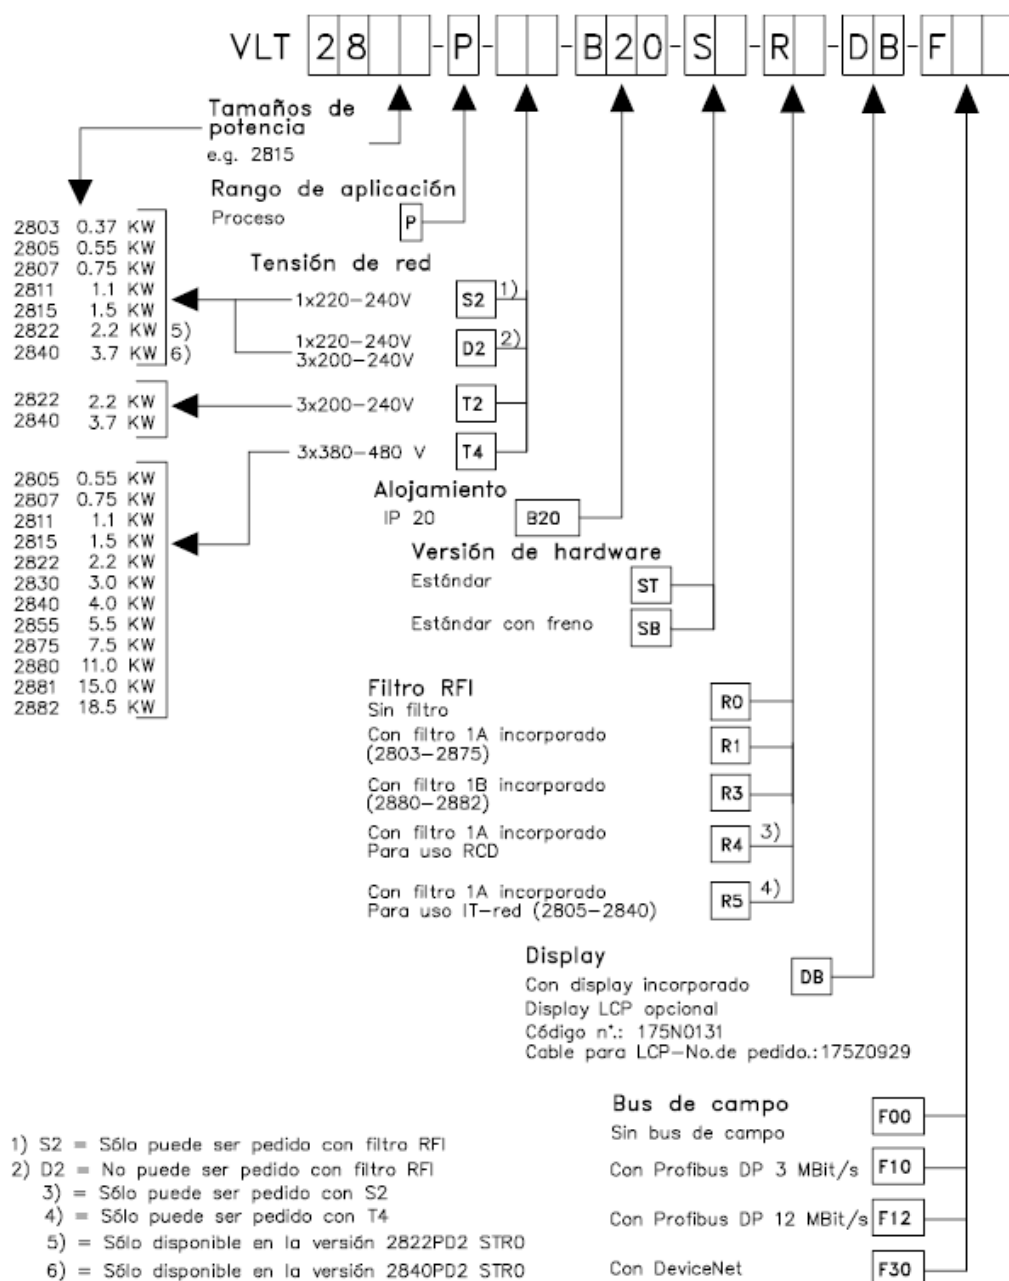 VLT 28 -P- -B20-S -R -DB-F
Tamaños de
potencia
e.g. 2815
Rango de aplicación
Proceso P
2803 0.37 KW
2805 0.55 KW
2807 0.75 KW
2811 1.1 KW
2815 1.5 KW
2822 2.2 KW 5)
2840 3.7 KW 6)
Tensión de red
1x220-240V S2 1)
1x220-240V
3x200-240V D2 2)
2822 2.2 KW
2840 3.7 KW
3x200-240V T2
3x380-480 V T4
2805 0.55 KW
2807 0.75 KW
2811 1.1 KW
2815 1.5 KW
2822 2.2 KW
2830 3.0 KW
2840 4.0 KW
2855 5.5 KW
2875 7.5 KW
2880 11.0 KW
2881 15.0 KW
2882 18.5 KW
Alojamiento
IP 20 B20
Versión de hardware
Estándar ST
Estándar con freno SB
Filtro RFI
Sin filtro R0
Con filtro 1A incorporado
(2803-2875) R1
Con filtro 1B incorporado
(2880-2882) R3
Con filtro 1A incorporado
Para uso RCD R4 3)
Con filtro 1A incorporado
Para uso IT-red (2805-2840) R5 4)
Display
Con display incorporado DB
Display LCP opcional
Código n°.: 175N0131
Cable para LCP-No.de pedido.:175Z0929
Bus de campo
Sin bus de campo F00
Con Profibus DP 3 MBit/s F10
Con Profibus DP 12 MBit/s F12
Con DeviceNet F30
1) S2 = Sólo puede ser pedido con filtro RFI
2) D2 = No puede ser pedido con filtro RFI
3) = Sólo puede ser pedido con S2
4) = Sólo puede ser pedido con T4
5) = Sólo disponible en la versión 2822PD2 STR0
6) = Sólo disponible en la versión 2840PD2 STR0